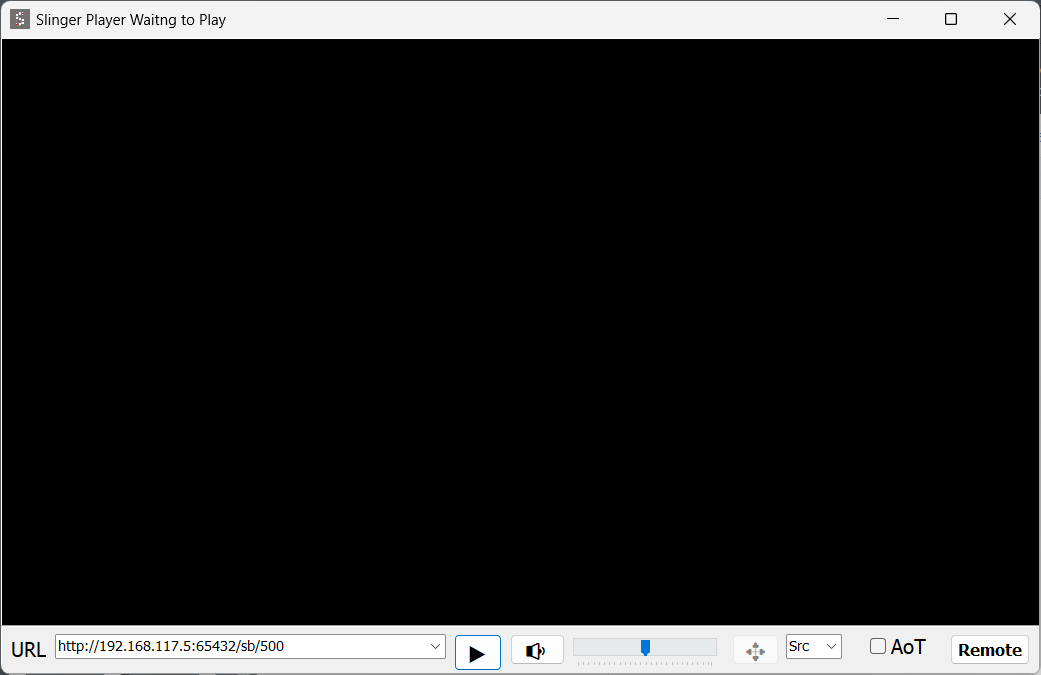 Slinger Player Waitng to Play
URL
http://192.168.117.5:65432/sb/500
Src
AoT
Remote